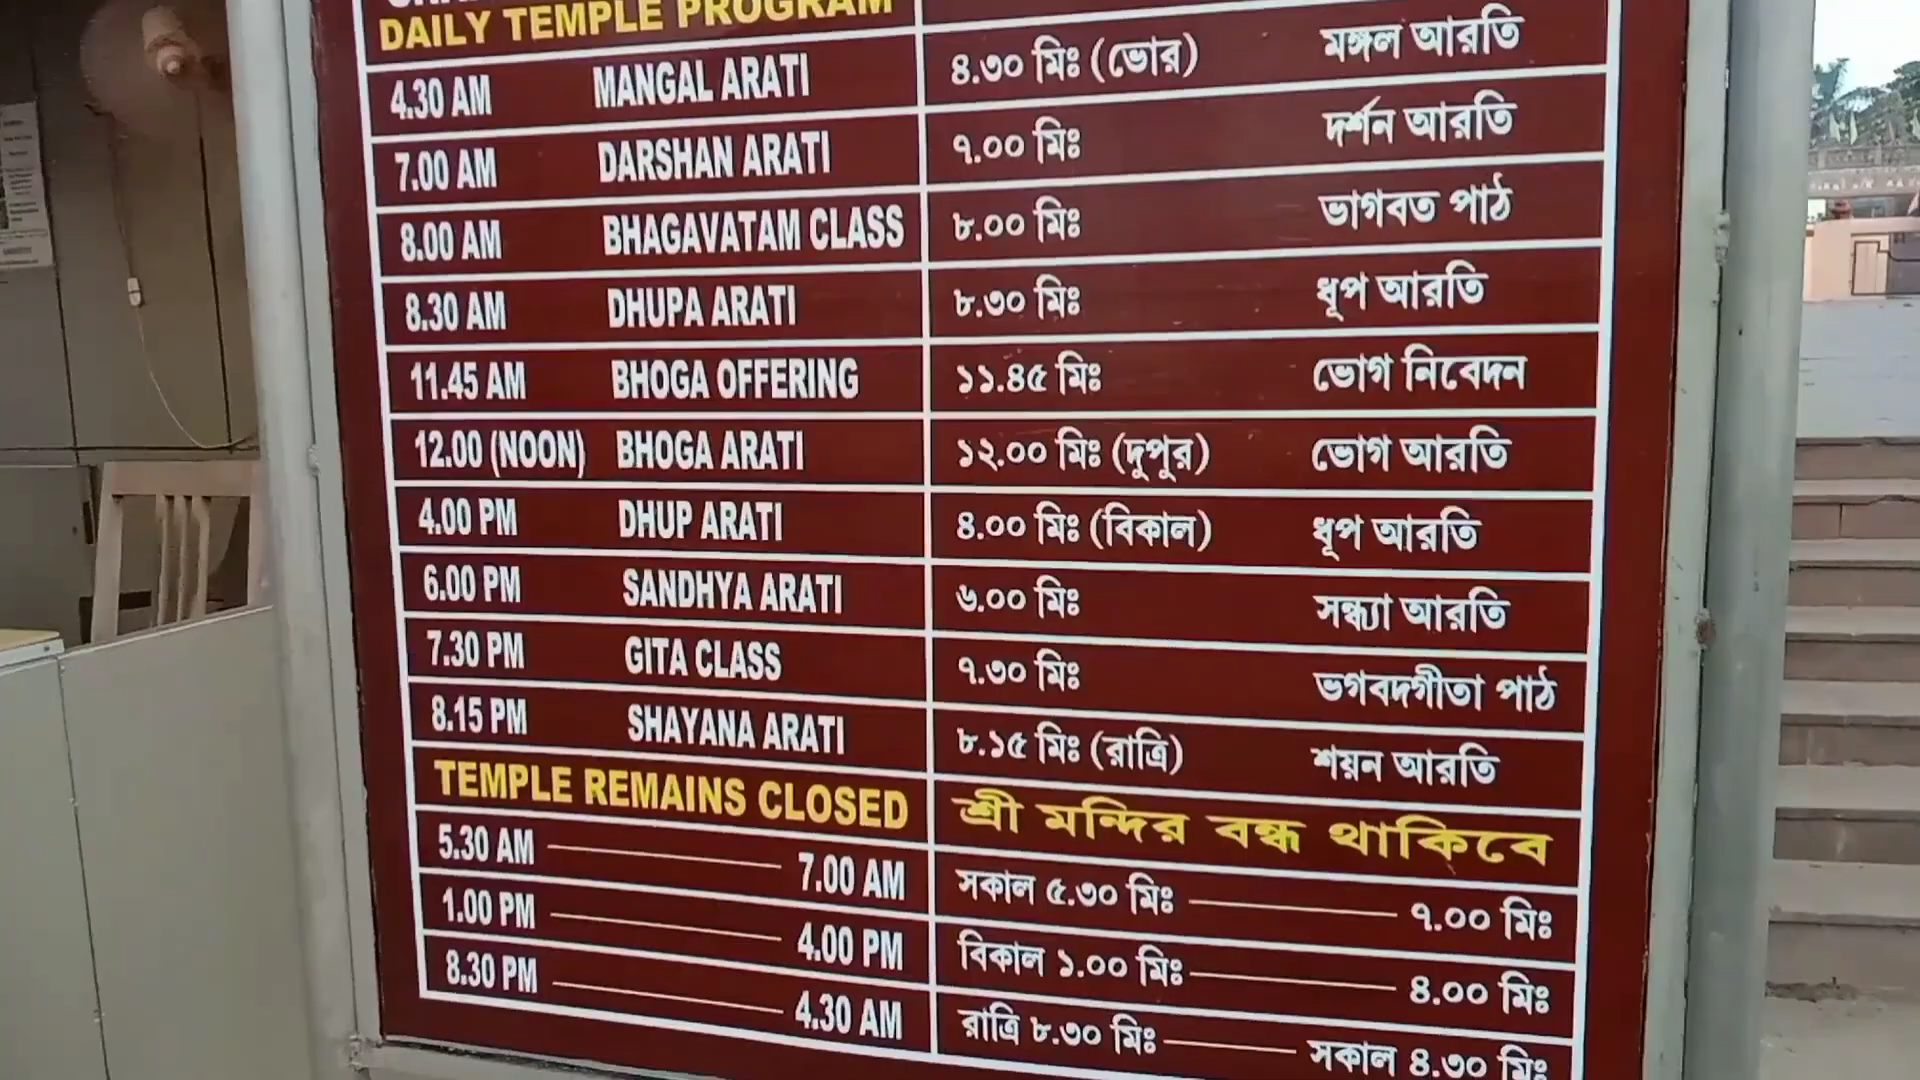 DAILY TEMPLE PROGRAM
4.30 AM MANGAL ARATI ৪.৩০ মিঃ (ভোর) মঙ্গল আরতি
7.00 AM DARSHAN ARATI ৭.০০ মিঃ দর্শন আরতি
8.00 AM BHAGAVATAM CLASS ৮.০০ মিঃ ভাগবত পাঠ
8.30 AM DHUPA ARATI ৮.৩০ মিঃ ধূপ আরতি
11.45 AM BHOGA OFFERING ১১.৪৫ মিঃ ভোগ নিবেদন
12.00 (NOON) BHOGA ARATI ১২.০০ মিঃ (দুপুর) ভোগ আরতি
4.00 PM DHUP ARATI ৪.০০ মিঃ (বিকাল) ধূপ আরতি
6.00 PM SANDHYA ARATI ৬.০০ মিঃ সন্ধ্যা আরতি
7.30 PM GITA CLASS ৭.৩০ মিঃ ভগবদগীতা পাঠ
8.15 PM SHAYANA ARATI ৮.১৫ মিঃ (রাত্রি) শয়ন আরতি
TEMPLE REMAINS CLOSED শ্রী মন্দির বন্ধ থাকিবে
5.30 AM — 7.00 AM সকাল ৫.৩০ মিঃ — ৭.০০ মিঃ
1.00 PM — 4.00 PM বিকাল ১.০০ মিঃ — ৪.০০ মিঃ
8.30 PM — 4.30 AM রাত্রি ৮.৩০ মিঃ — সকাল ৪.৩০ মিঃ